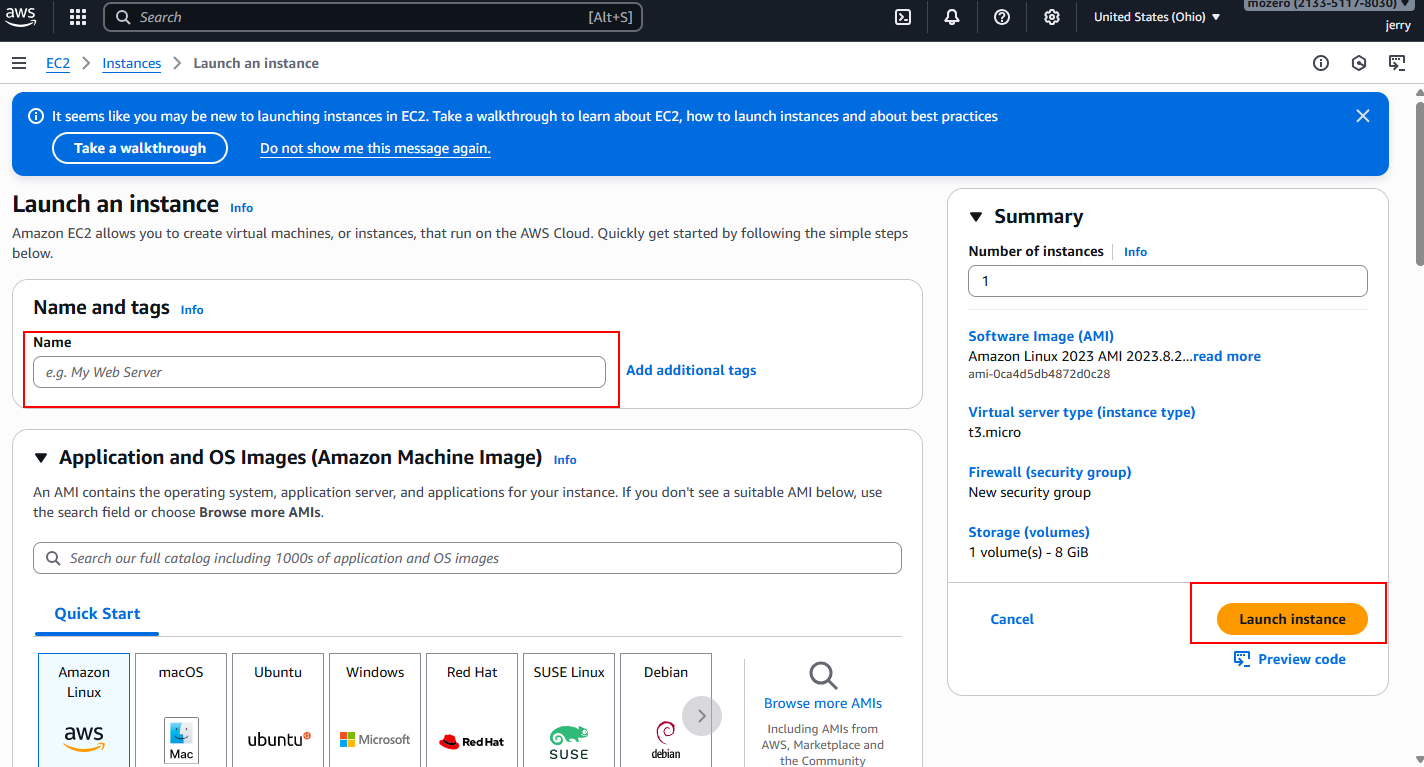 aws
Search
[Alt+S]
United States (Ohio)
mozero (2133-5117-8030)
jerry
EC2
Instances
Launch an instance
It seems like you may be new to launching instances in EC2. Take a walkthrough to learn about EC2, how to launch instances and about best practices
Take a walkthrough
Do not show me this message again.
Launch an instance Info
Amazon EC2 allows you to create virtual machines, or instances, that run on the AWS Cloud. Quickly get started by following the simple steps
below.
Name and tags Info
Name
e.g. My Web Server
Add additional tags
Application and OS Images (Amazon Machine Image) Info
An AMI contains the operating system, application server, and applications for your instance. If you don't see a suitable AMI below, use
the search field or choose Browse more AMIs.
Search our full catalog including 1000s of application and OS images
Quick Start
Amazon
Linux
aws
macOS
Mac
Ubuntu
ubuntu
Windows
Microsoft
Red Hat
Red Hat
SUSE Linux
SUSE
Debian
debian
Browse more AMIs
Including AMIs from
AWS, Marketplace and
the Community
Summary
Number of instances Info
1
Software Image (AMI)
Amazon Linux 2023 AMI 2023.8.2...read more
ami-0ca4d5db4872d0c28
Virtual server type (instance type)
t3.micro
Firewall (security group)
New security group
Storage (volumes)
1 volume(s) - 8 GiB
Cancel
Launch instance
Preview code